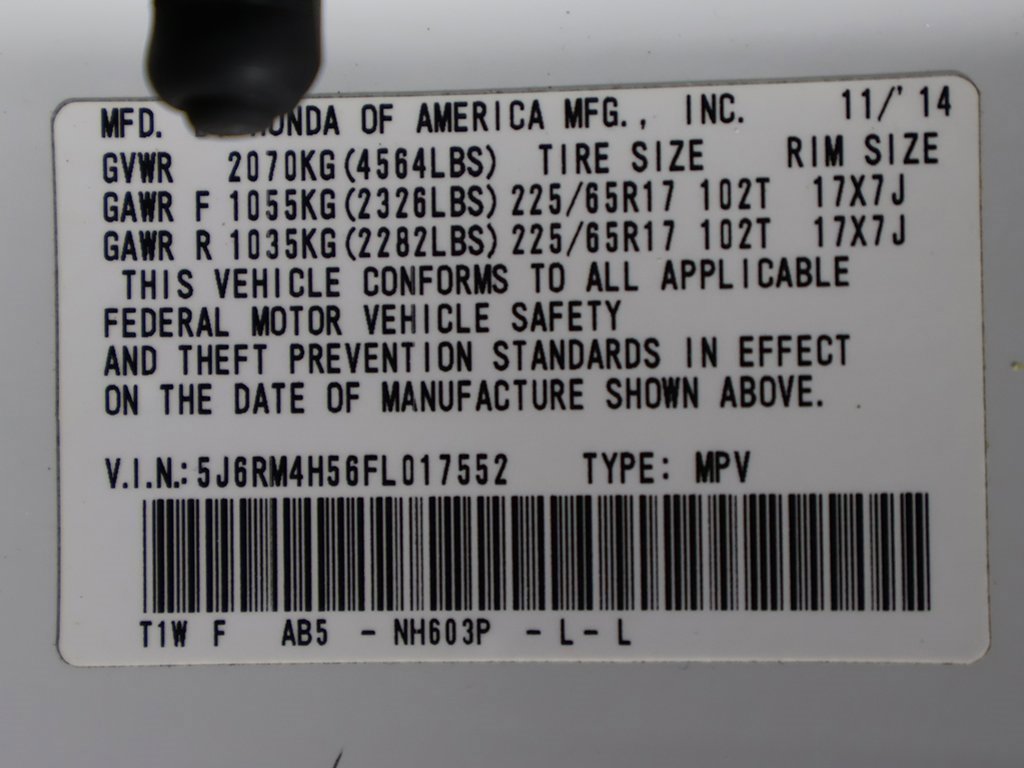 MFD. HONDA OF AMERICA MFG., INC. 11/'14
GVWR 2070KG(4564LBS) TIRE SIZE RIM SIZE
GAWR F 1055KG(2326LBS) 225/65R17 102T 17X7J
GAWR R 1035KG(2282LBS) 225/65R17 102T 17X7J
THIS VEHICLE CONFORMS TO ALL APPLICABLE
FEDERAL MOTOR VEHICLE SAFETY
AND THEFT PREVENTION STANDARDS IN EFFECT
ON THE DATE OF MANUFACTURE SHOWN ABOVE.
V.I.N.: 5J6RM4H56FL017552 TYPE: MPV
T1W F AB5 - NH603P - L - L